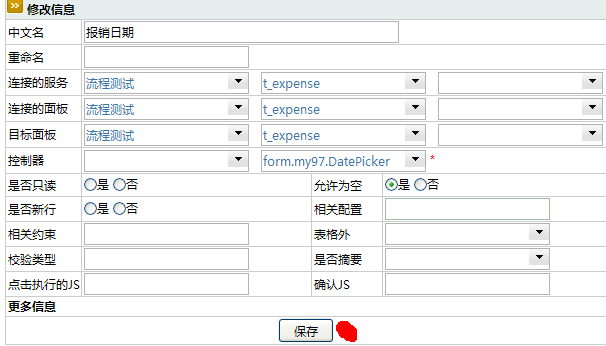 修改信息
中文名 报销日期
重命名
连接的服务 流程测试 t_expense
连接的面板 流程测试 t_expense
目标面板 流程测试 t_expense
控制器 form.my97.DatePicker *
是否只读 是 否 允许为空 是 否
是否新行 是 否 相关配置
相关约束 表格外
校验类型 是否摘要
点击执行的JS 确认JS
更多信息
保存